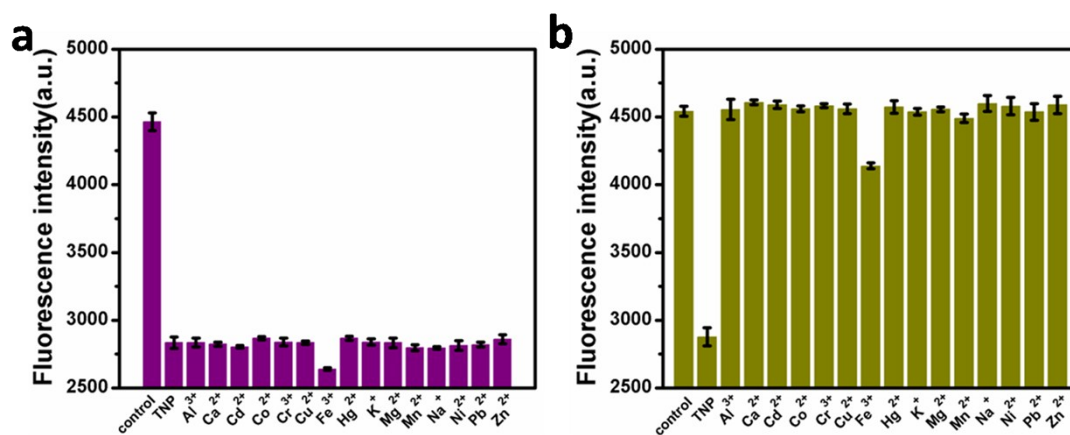 a
Fluorescence intensity(a.u.)
5000
4500
4000
3500
3000
2500
control TNP Al³⁺ Ca²⁺ Cd²⁺ Co²⁺ Cr³⁺ Cu²⁺ Fe³⁺ Hg²⁺ K⁺ Mg²⁺ Mn²⁺ Na⁺ Ni²⁺ Pb²⁺ Zn²⁺
b
Fluorescence intensity(a.u.)
5000
4500
4000
3500
3000
2500
control TNP Al³⁺ Ca²⁺ Cd²⁺ Co²⁺ Cr³⁺ Cu²⁺ Fe³⁺ Hg²⁺ K⁺ Mg²⁺ Mn²⁺ Na⁺ Ni²⁺ Pb²⁺ Zn²⁺